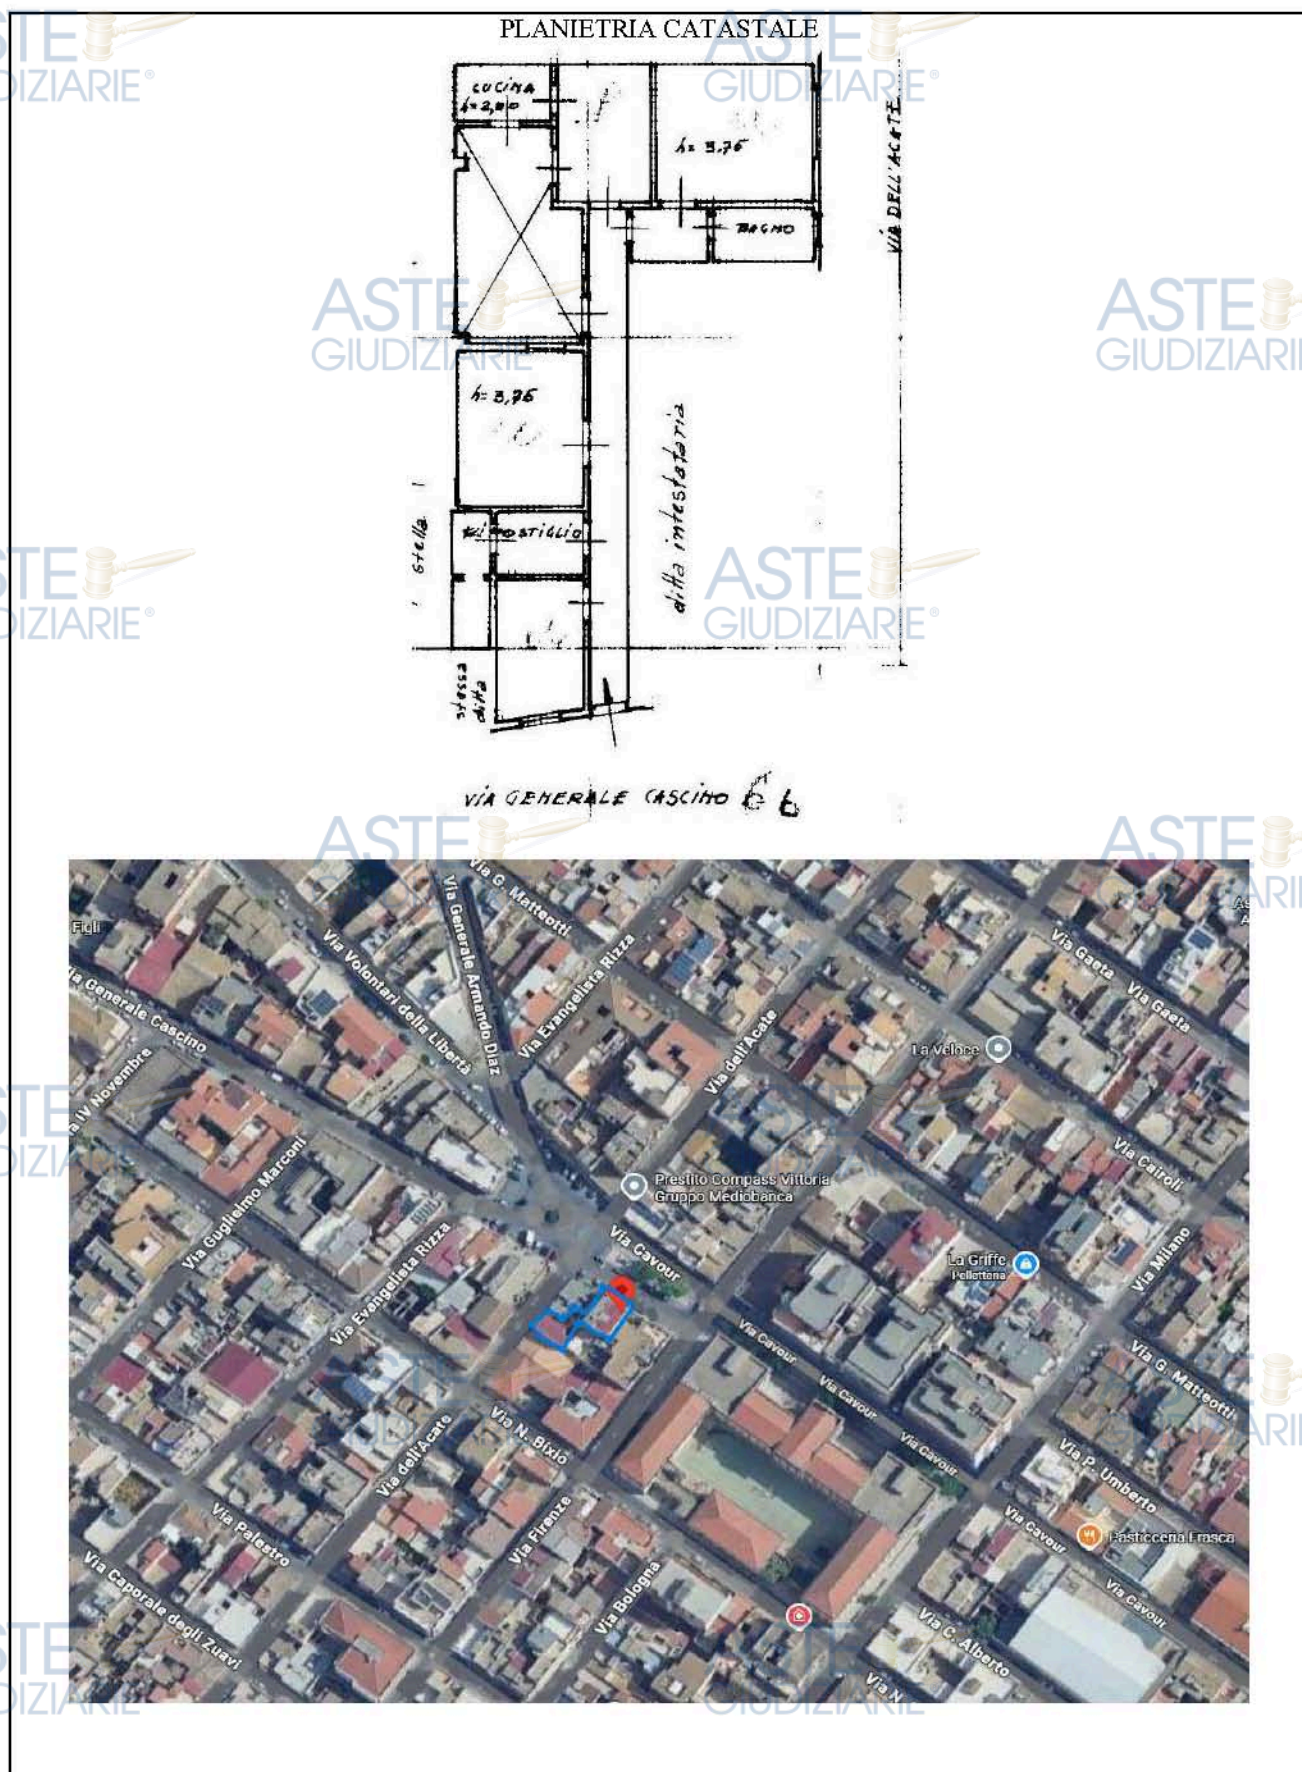 PLANIETRIA CATASTALE
ASTE
GIUDIZIARIE®
CUCINA
h=2,80
h= 3,75
VIA DELL'ACATE
BAGNO
h= 3,75
ditta intestataria
stella
RIPOSTIGLIO
stessa
ditta
VIA GENERALE CASCINO 66
Via G. Matteotti
Figli
Via Generale Armando Diaz
Via Volontari della Libertà
Via Evangelista Rizza
Via Gaeta
Via Gaeta
Via Generale Cascino
Via dell'Acate
La Veloce
Via IV Novembre
Via Guglielmo Marconi
Via Cairoli
Prestito Compass Vittoria
Gruppo Mediobanca
Via Cavour
Via Evangelista Rizza
La Griffe
Pelletteria
Via Milano
Via Cavour
Via Cavour
Via Cavour
Via G. Matteotti
Via N. Bixio
Via dell'Acate
Via P. Umberto
Via Firenze
Via Palestro
Via Cavour
Pasticceria Frasca
Via Caporale degli Zuavi
Via Bologna
Via Cavour
Via C. Alberto
Via N